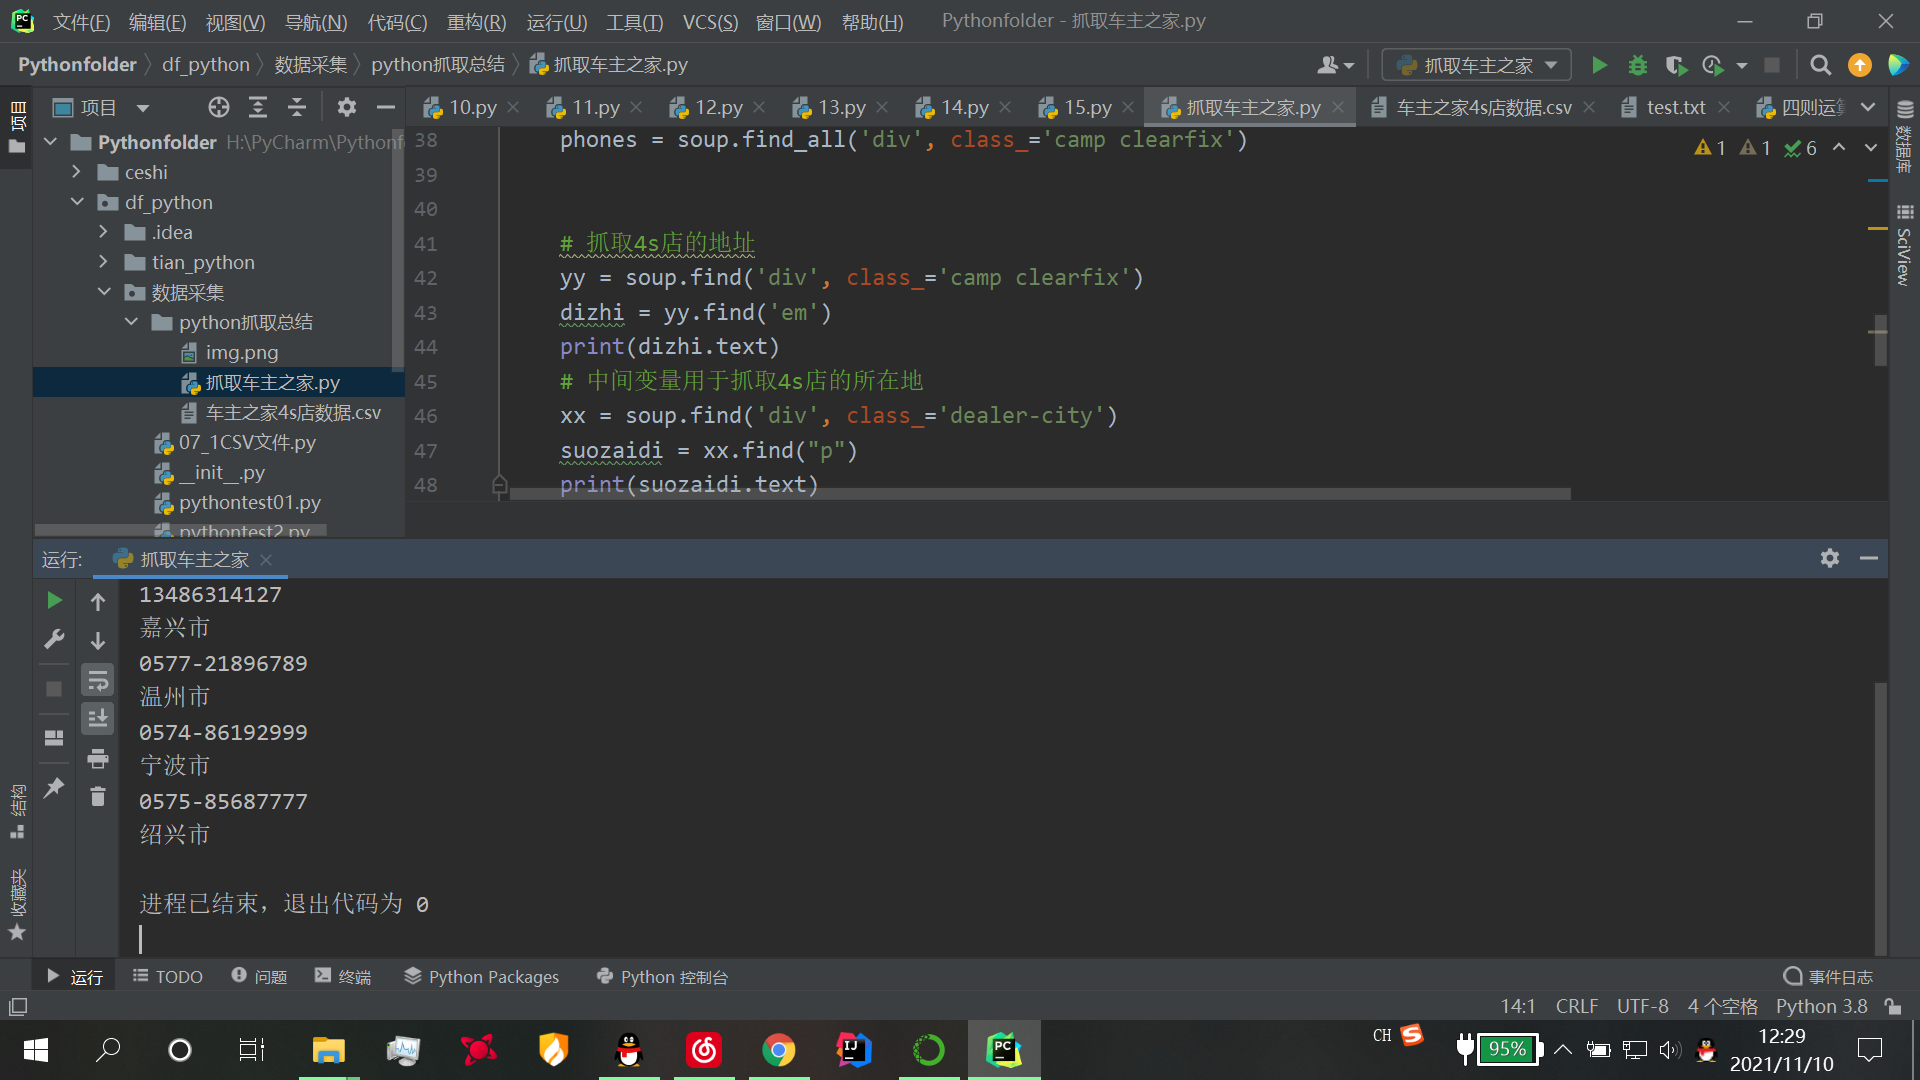 文件(F) 编辑(E) 视图(V) 导航(N) 代码(C) 重构(R) 运行(U) 工具(T) VCS(S) 窗口(W) 帮助(H) Pythonfolder - 抓取车主之家.py
Pythonfolder df_python 数据采集 python抓取总结 抓取车主之家.py 抓取车主之家
项目 10.py 11.py 12.py 13.py 14.py 15.py 抓取车主之家.py 车主之家4s店数据.csv test.txt 四则运
项目
数据库
SciView
结构
收藏夹
Pythonfolder H:\PyCharm\Pythonf
ceshi
df_python
.idea
tian_python
数据采集
python抓取总结
img.png
抓取车主之家.py
车主之家4s店数据.csv
07_1CSV文件.py
__init__.py
pythontest01.py
pythontest2.py
1 1 6
38 phones = soup.find_all('div', class_='camp clearfix')
39
40
41 # 抓取4s店的地址
42 yy = soup.find('div', class_='camp clearfix')
43 dizhi = yy.find('em')
44 print(dizhi.text)
45 # 中间变量用于抓取4s店的所在地
46 xx = soup.find('div', class_='dealer-city')
47 suozaidi = xx.find("p")
48 print(suozaidi.text)
运行: 抓取车主之家
13486314127
嘉兴市
0577-21896789
温州市
0574-86192999
宁波市
0575-85687777
绍兴市
进程已结束，退出代码为 0
运行 TODO 问题 终端 Python Packages Python 控制台 事件日志
14:1 CRLF UTF-8 4 个空格 Python 3.8
CH 95% 12:29
2021/11/10